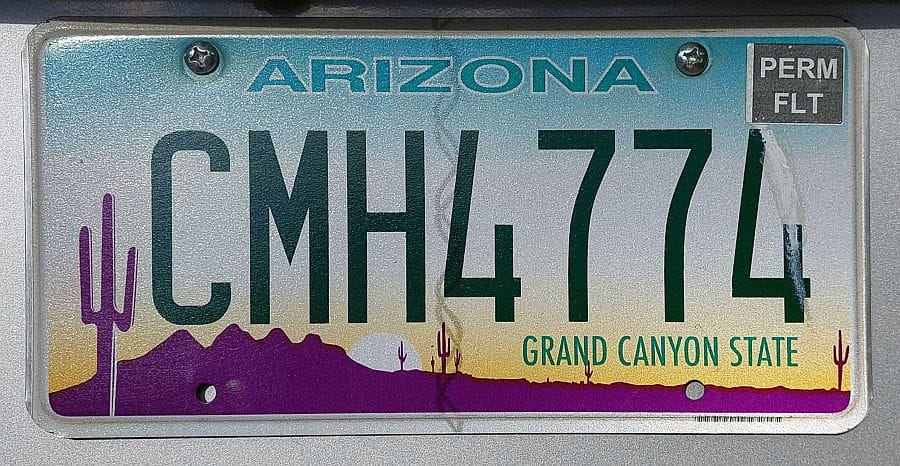 ARIZONA
PERM
FLT
CMH4774
GRAND CANYON STATE